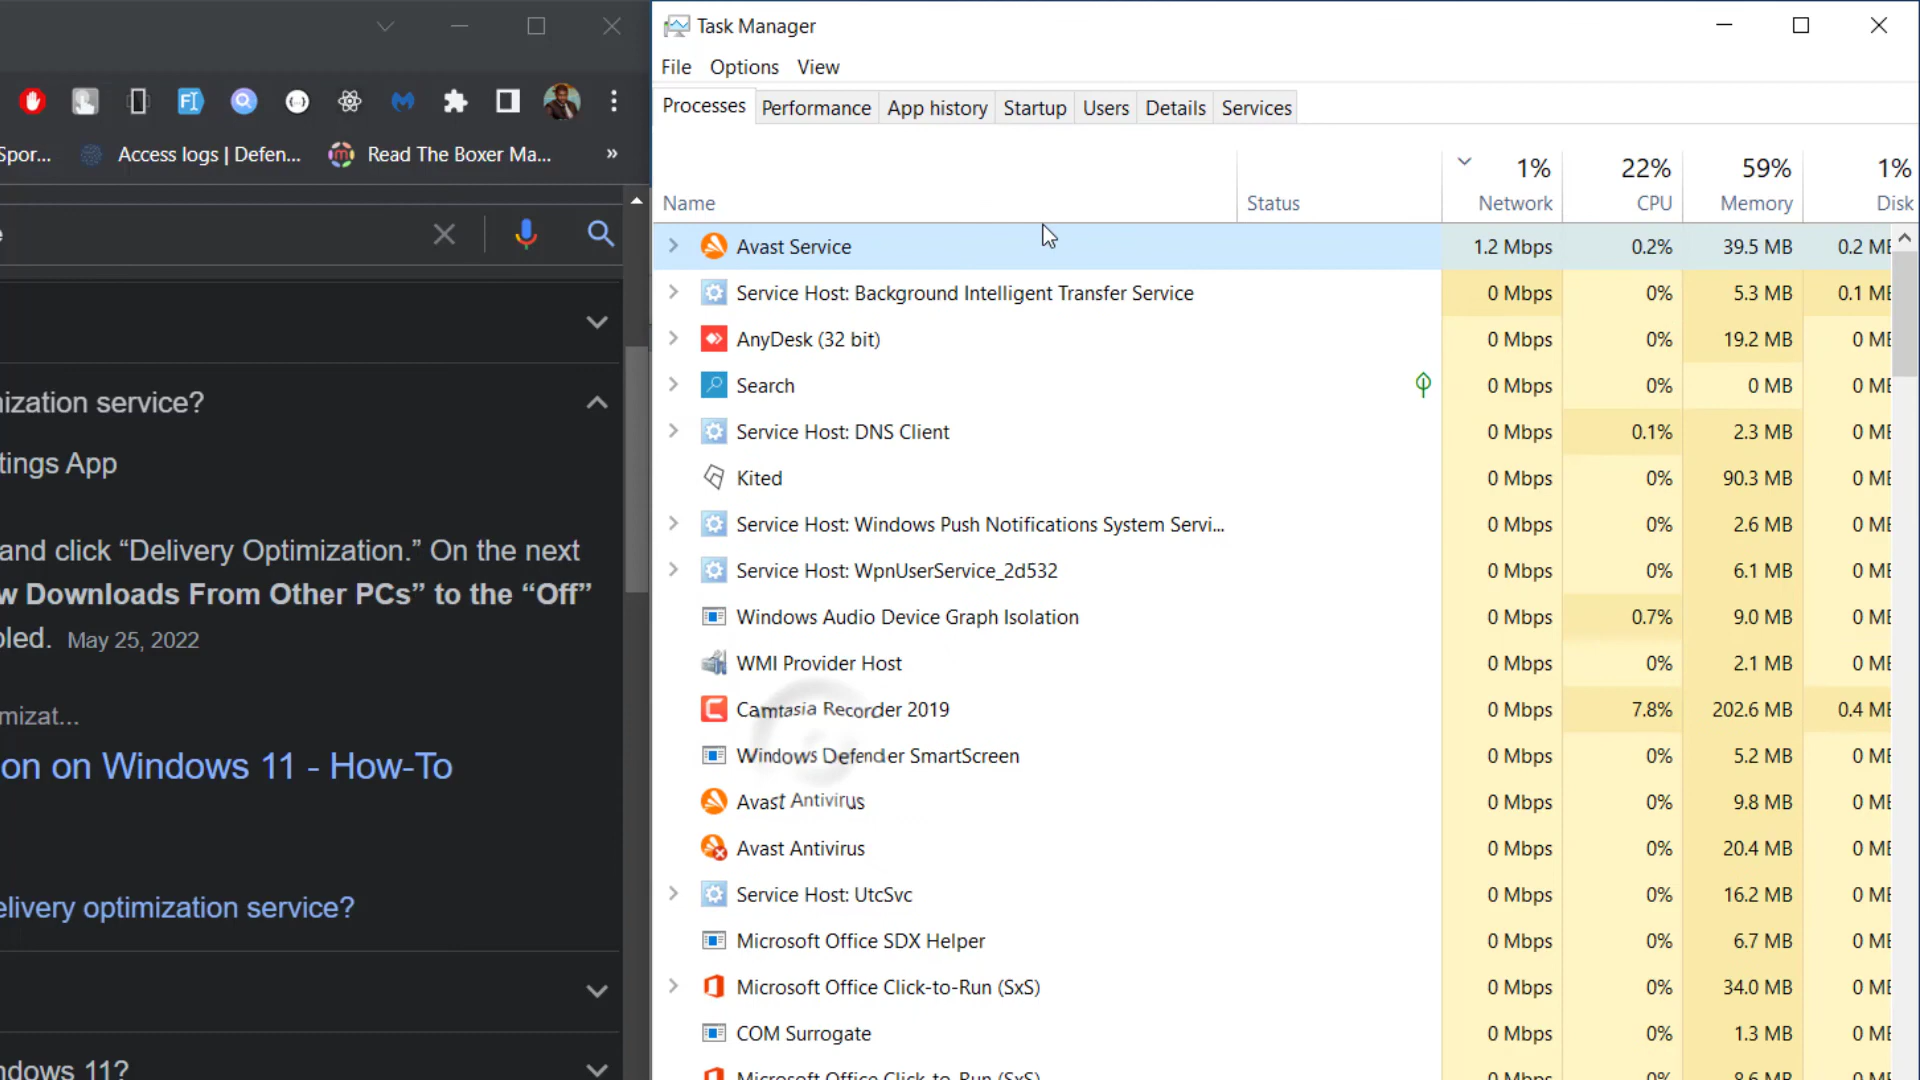 Spor...
Access logs | Defen...
Read The Boxer Ma...
»
e
ization service?
tings App
and click “Delivery Optimization.” On the next
w Downloads From Other PCs” to the “Off”
bled. May 25, 2022
mizat...
on on Windows 11 - How-To
elivery optimization service?
ndows 11?
Task Manager
File Options View
Processes Performance App history Startup Users Details Services
1% 22% 59% 1%
Name Status Network CPU Memory Disk
Avast Service 1.2 Mbps 0.2% 39.5 MB 0.2 MB
Service Host: Background Intelligent Transfer Service 0 Mbps 0% 5.3 MB 0.1 MB
AnyDesk (32 bit) 0 Mbps 0% 19.2 MB 0 MB
Search 0 Mbps 0% 0 MB 0 MB
Service Host: DNS Client 0 Mbps 0.1% 2.3 MB 0 MB
Kited 0 Mbps 0% 90.3 MB 0 MB
Service Host: Windows Push Notifications System Servi... 0 Mbps 0% 2.6 MB 0 MB
Service Host: WpnUserService_2d532 0 Mbps 0% 6.1 MB 0 MB
Windows Audio Device Graph Isolation 0 Mbps 0.7% 9.0 MB 0 MB
WMI Provider Host 0 Mbps 0% 2.1 MB 0 MB
Camtasia Recorder 2019 0 Mbps 7.8% 202.6 MB 0.4 MB
Windows Defender SmartScreen 0 Mbps 0% 5.2 MB 0 MB
Avast Antivirus 0 Mbps 0% 9.8 MB 0 MB
Avast Antivirus 0 Mbps 0% 20.4 MB 0 MB
Service Host: UtcSvc 0 Mbps 0% 16.2 MB 0 MB
Microsoft Office SDX Helper 0 Mbps 0% 6.7 MB 0 MB
Microsoft Office Click-to-Run (SxS) 0 Mbps 0% 34.0 MB 0 MB
COM Surrogate 0 Mbps 0% 1.3 MB 0 MB
Microsoft Office Click-to-Run (SxS) 0 Mbps 0% 8.6 MB 0 MB